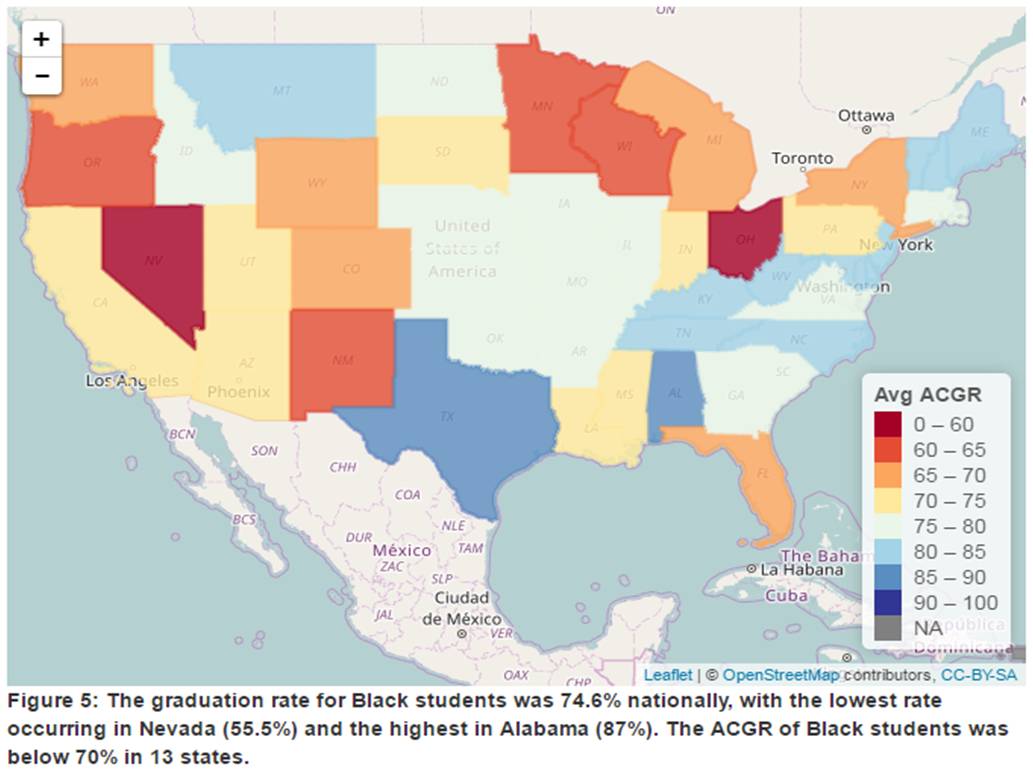 ON
+
−
WA
MT
ND
ME
MN
Ottawa
OR
ID
SD
WI
MI
Toronto
WY
NY
IA
United
States of
America
NV
UT
CO
IL
IN
OH
PA
New York
MO
WV
Washington
CA
KY
VA
OK
TN
NC
AR
AZ
NM
SC
Los Angeles
Phoenix
MS
AL
GA
TX
LA
BCN
SON
CHH
FL
COA
BCS
NLE
DUR
México
TAM
ZAC
SLP
The Baham
La Habana
Cuba
Ciudad
de México
JAL
VER
OAX
CHP
Avg ACGR
0 – 60
60 – 65
65 – 70
70 – 75
75 – 80
80 – 85
85 – 90
90 – 100
NA
República
Dominicana
Leaflet | © OpenStreetMap contributors, CC-BY-SA
Figure 5: The graduation rate for Black students was 74.6% nationally, with the lowest rate
occurring in Nevada (55.5%) and the highest in Alabama (87%). The ACGR of Black students was
below 70% in 13 states.